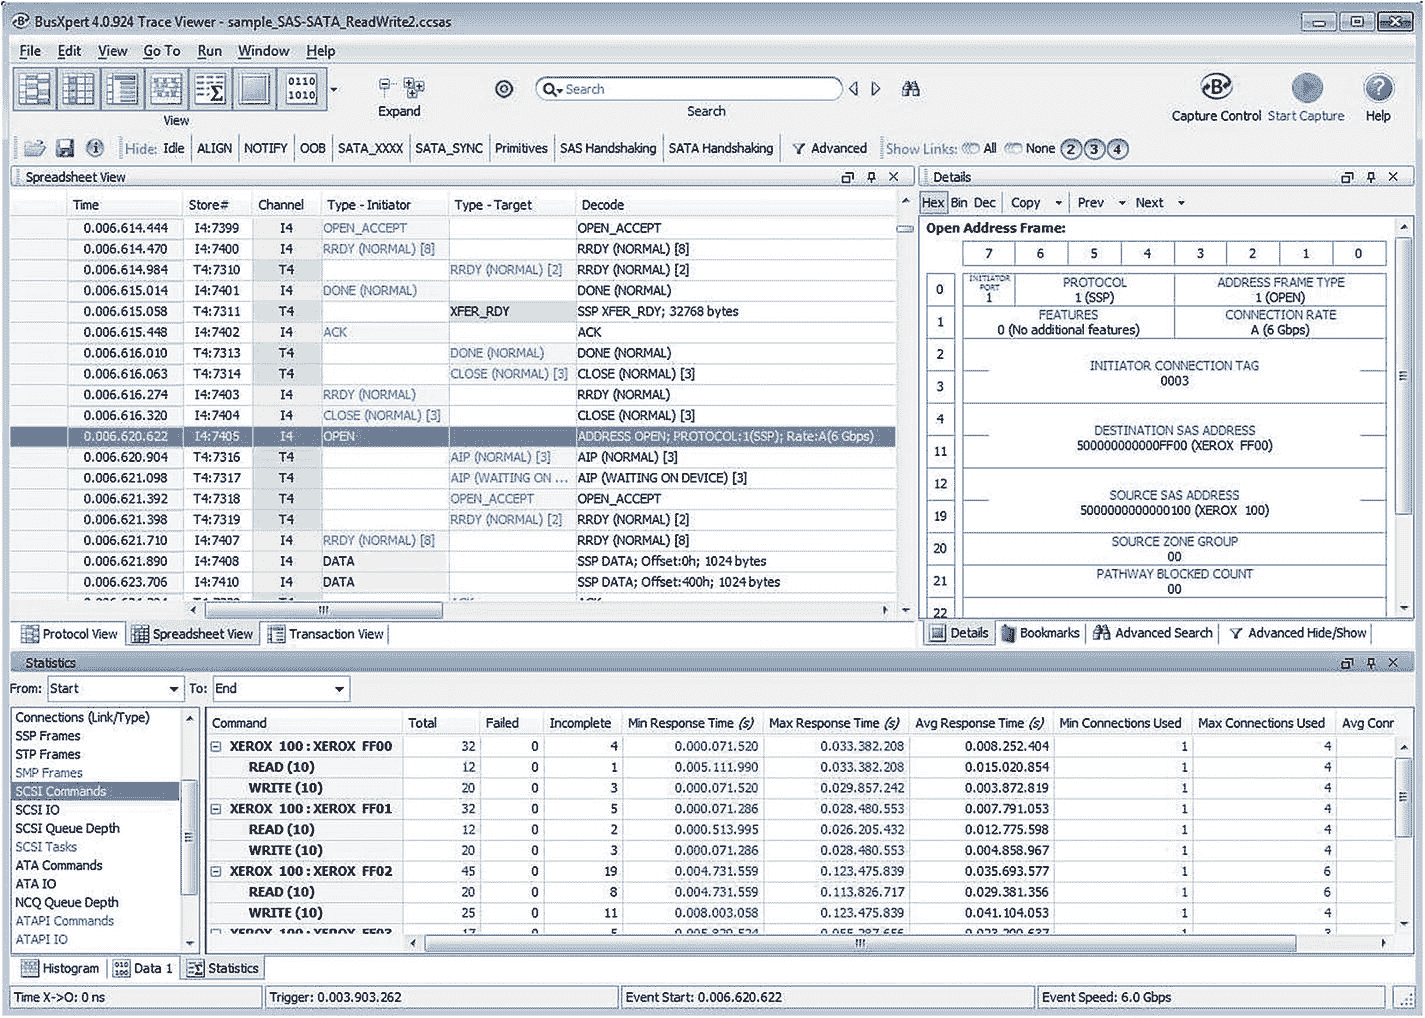 BusXpert 4.0.924 Trace Viewer - sample_SAS-SATA_ReadWrite2.ccsas
File Edit View Go To Run Window Help
View
Expand
Search
Search
Capture Control Start Capture Help
Hide: Idle ALIGN NOTIFY OOB SATA_XXXX SATA_SYNC Primitives SAS Handshaking SATA Handshaking Advanced Show Links: All None 2 3 4
Spreadsheet View
Time Store# Channel Type - Initiator Type - Target Decode
0.006.614.444 I4:7399 I4 OPEN_ACCEPT OPEN_ACCEPT
0.006.614.470 I4:7400 I4 RRDY (NORMAL) [8] RRDY (NORMAL) [8]
0.006.614.984 T4:7310 T4 RRDY (NORMAL) [2] RRDY (NORMAL) [2]
0.006.615.014 I4:7401 I4 DONE (NORMAL) DONE (NORMAL)
0.006.615.058 T4:7311 T4 XFER_RDY SSP XFER_RDY; 32768 bytes
0.006.615.448 I4:7402 I4 ACK ACK
0.006.616.010 T4:7313 T4 DONE (NORMAL) DONE (NORMAL)
0.006.616.063 T4:7314 T4 CLOSE (NORMAL) [3] CLOSE (NORMAL) [3]
0.006.616.274 I4:7403 I4 RRDY (NORMAL) RRDY (NORMAL)
0.006.616.320 I4:7404 I4 CLOSE (NORMAL) [3] CLOSE (NORMAL) [3]
0.006.620.622 I4:7405 I4 OPEN ADDRESS OPEN; PROTOCOL:1(SSP); Rate:A(6 Gbps)
0.006.620.904 T4:7316 T4 AIP (NORMAL) [3] AIP (NORMAL) [3]
0.006.621.098 T4:7317 T4 AIP (WAITING ON ... AIP (WAITING ON DEVICE) [3]
0.006.621.392 T4:7318 T4 OPEN_ACCEPT OPEN_ACCEPT
0.006.621.398 T4:7319 T4 RRDY (NORMAL) [2] RRDY (NORMAL) [2]
0.006.621.710 I4:7407 I4 RRDY (NORMAL) [8] RRDY (NORMAL) [8]
0.006.621.890 I4:7408 I4 DATA SSP DATA; Offset:0h; 1024 bytes
0.006.623.706 I4:7410 I4 DATA SSP DATA; Offset:400h; 1024 bytes
Protocol View Spreadsheet View Transaction View
Details
Hex Bin Dec Copy Prev Next
Open Address Frame:
7 6 5 4 3 2 1 0
0 INITIATOR PORT 1 PROTOCOL 1 (SSP) ADDRESS FRAME TYPE 1 (OPEN)
1 FEATURES 0 (No additional features) CONNECTION RATE A (6 Gbps)
2
INITIATOR CONNECTION TAG
0003
3
4
DESTINATION SAS ADDRESS
500000000000FF00 (XEROX FF00)
11
12
SOURCE SAS ADDRESS
5000000000000100 (XEROX 100)
19
20 SOURCE ZONE GROUP
00
21 PATHWAY BLOCKED COUNT
00
22
Details Bookmarks Advanced Search Advanced Hide/Show
Statistics
From: Start To: End
Connections (Link/Type)
SSP Frames
STP Frames
SMP Frames
SCSI Commands
SCSI IO
SCSI Queue Depth
SCSI Tasks
ATA Commands
ATA IO
NCQ Queue Depth
ATAPI Commands
ATAPI IO
Command Total Failed Incomplete Min Response Time (s) Max Response Time (s) Avg Response Time (s) Min Connections Used Max Connections Used Avg Conr
XEROX 100 : XEROX FF00 32 0 4 0.000.071.520 0.033.382.208 0.008.252.404 1 4
READ (10) 12 0 1 0.005.111.990 0.033.382.208 0.015.020.854 1 4
WRITE (10) 20 0 3 0.000.071.520 0.029.857.242 0.003.872.819 1 4
XEROX 100 : XEROX FF01 32 0 5 0.000.071.286 0.028.480.553 0.007.791.053 1 4
READ (10) 12 0 2 0.000.513.995 0.026.205.432 0.012.775.598 1 4
WRITE (10) 20 0 3 0.000.071.286 0.028.480.553 0.004.858.967 1 4
XEROX 100 : XEROX FF02 45 0 19 0.004.731.559 0.123.475.839 0.035.693.577 1 6
READ (10) 20 0 8 0.004.731.559 0.113.826.717 0.029.381.356 1 6
WRITE (10) 25 0 11 0.008.003.058 0.123.475.839 0.041.104.053 1 4
Histogram Data 1 Statistics
Time X->O: 0 ns Trigger: 0.003.903.262 Event Start: 0.006.620.622 Event Speed: 6.0 Gbps